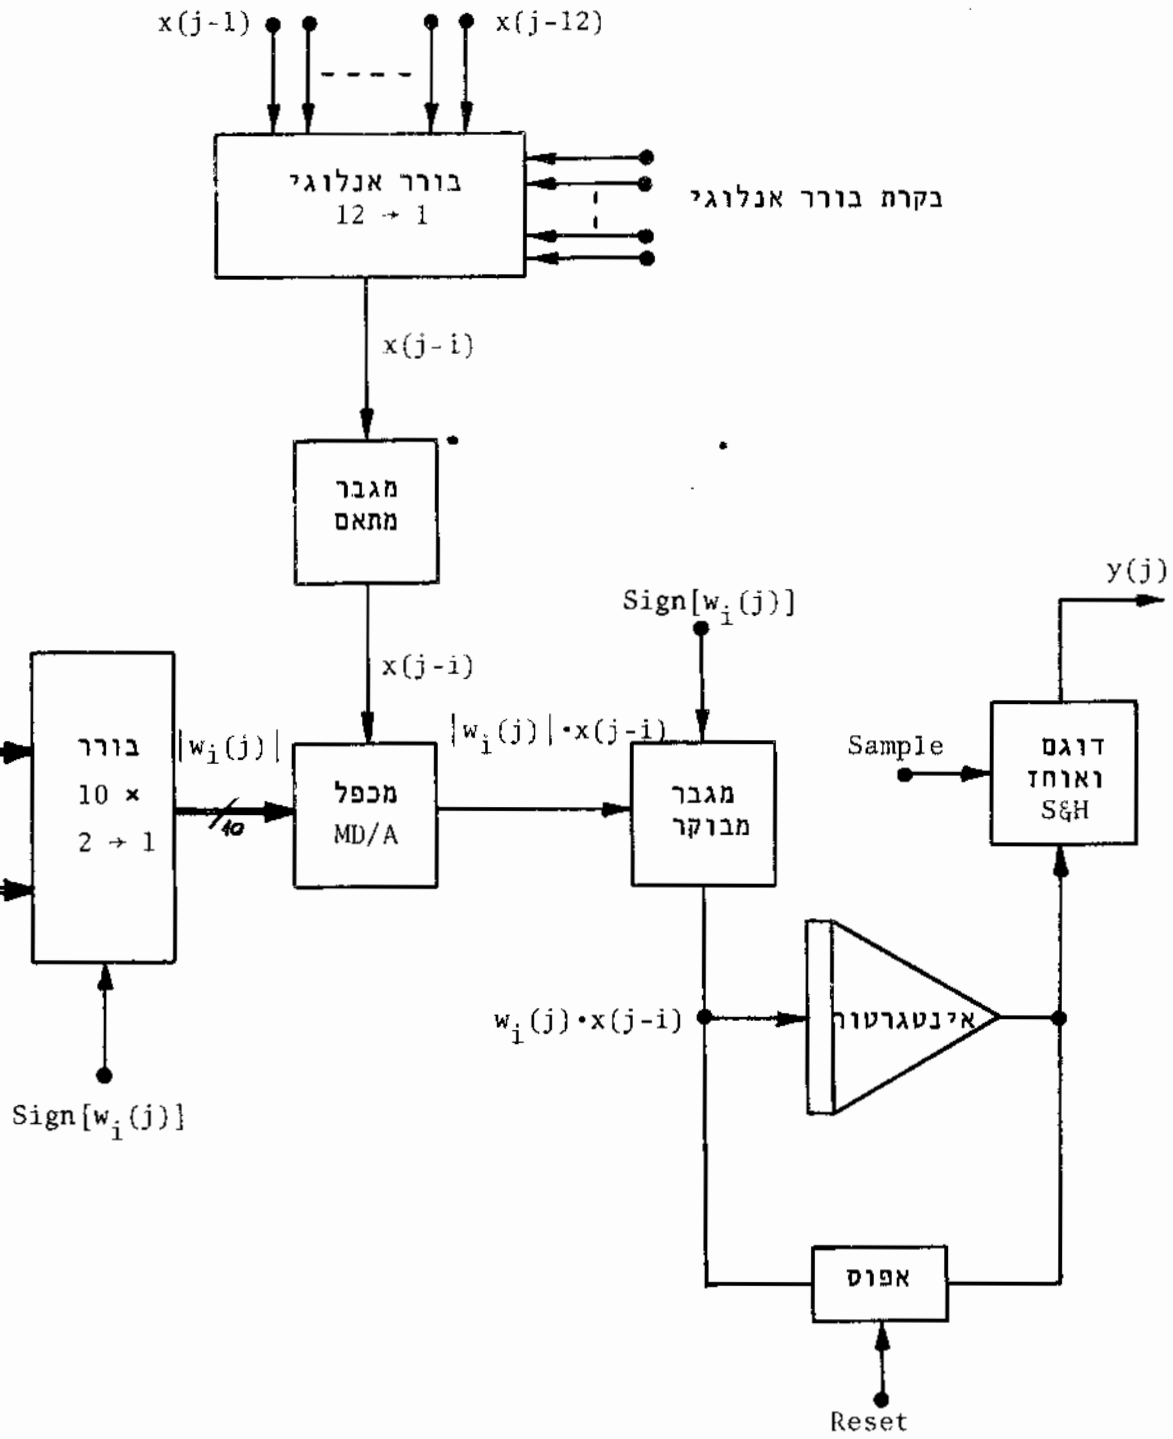 x(j-1)
x(j-12)
בורר אנלוגי
12 → 1
בקרת בורר אנלוגי
x(j-i)
מגבר
מתאם
x(j-i)
Sign[w_i(j)]
y(j)
בורר
10 ×
2 → 1
|w_i(j)|
10
מכפל
MD/A
|w_i(j)|·x(j-i)
מגבר
מבוקר
Sample
דוגם
ואוחז
S&H
Sign[w_i(j)]
w_i(j)·x(j-i)
אינטגרטור
אפוס
Reset